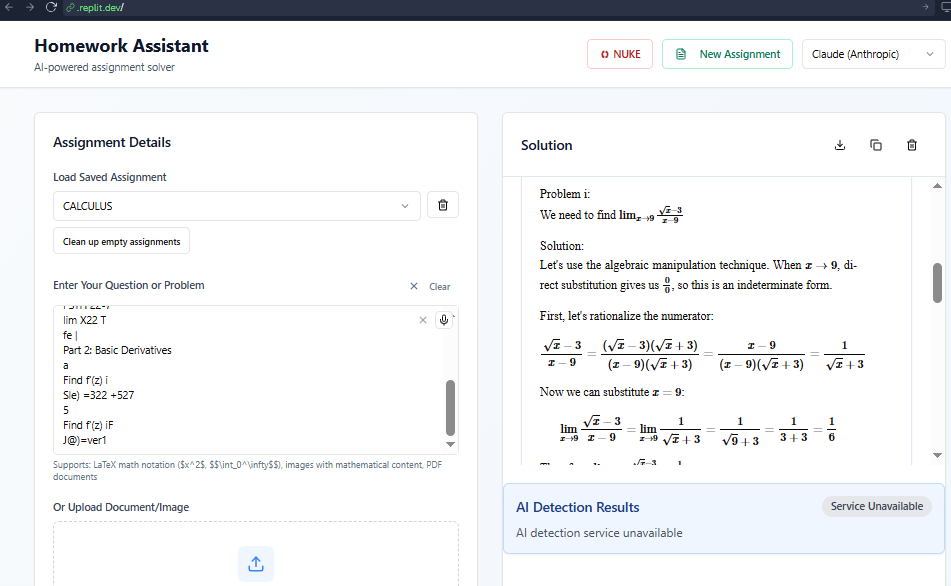 .replit.dev/
Homework Assistant
AI-powered assignment solver
NUKE
New Assignment
Claude (Anthropic)
Assignment Details
Load Saved Assignment
CALCULUS
Clean up empty assignments
Enter Your Question or Problem
Clear
lim X22 T
fe |
Part 2: Basic Derivatives
a
Find f'(z) i
Sle) =322 +527
5
Find f'(z) iF
J@)=ver1
Supports: LaTeX math notation ($x^2$, $$\int_0^\infty$$), images with mathematical content, PDF
documents
Or Upload Document/Image
Solution
Problem i:
We need to find lim_{x→9} \frac{\sqrt{x}-3}{x-9}
Solution:
Let's use the algebraic manipulation technique. When x → 9, di-
rect substitution gives us \frac{0}{0}, so this is an indeterminate form.
First, let's rationalize the numerator:
\frac{\sqrt{x}-3}{x-9} = \frac{(\sqrt{x}-3)(\sqrt{x}+3)}{(x-9)(\sqrt{x}+3)} = \frac{x-9}{(x-9)(\sqrt{x}+3)} = \frac{1}{\sqrt{x}+3}
Now we can substitute x = 9:
\lim_{x→9} \frac{\sqrt{x}-3}{x-9} = \lim_{x→9} \frac{1}{\sqrt{x}+3} = \frac{1}{\sqrt{9}+3} = \frac{1}{3+3} = \frac{1}{6}
AI Detection Results
Service Unavailable
AI detection service unavailable